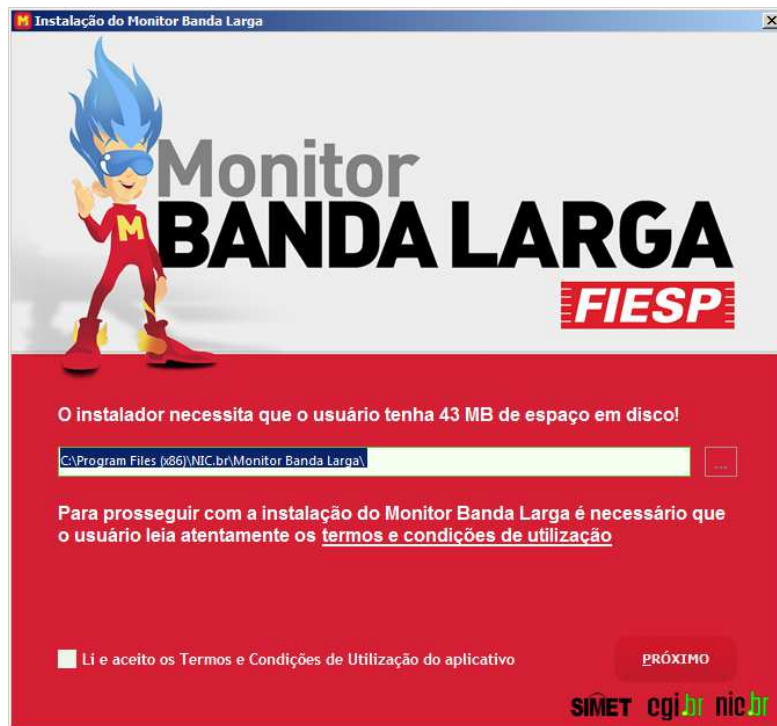 M Instalação do Monitor Banda Larga
Monitor
M
BANDA LARGA
FIESP
O instalador necessita que o usuário tenha 43 MB de espaço em disco!
C:\Program Files (x86)\NIC.br\Monitor Banda Larga\
...
Para prosseguir com a instalação do Monitor Banda Larga é necessário que
o usuário leia atentamente os termos e condições de utilização
Li e aceito os Termos e Condições de Utilização do aplicativo
PRÓXIMO
SIMET cgi.br nic.br